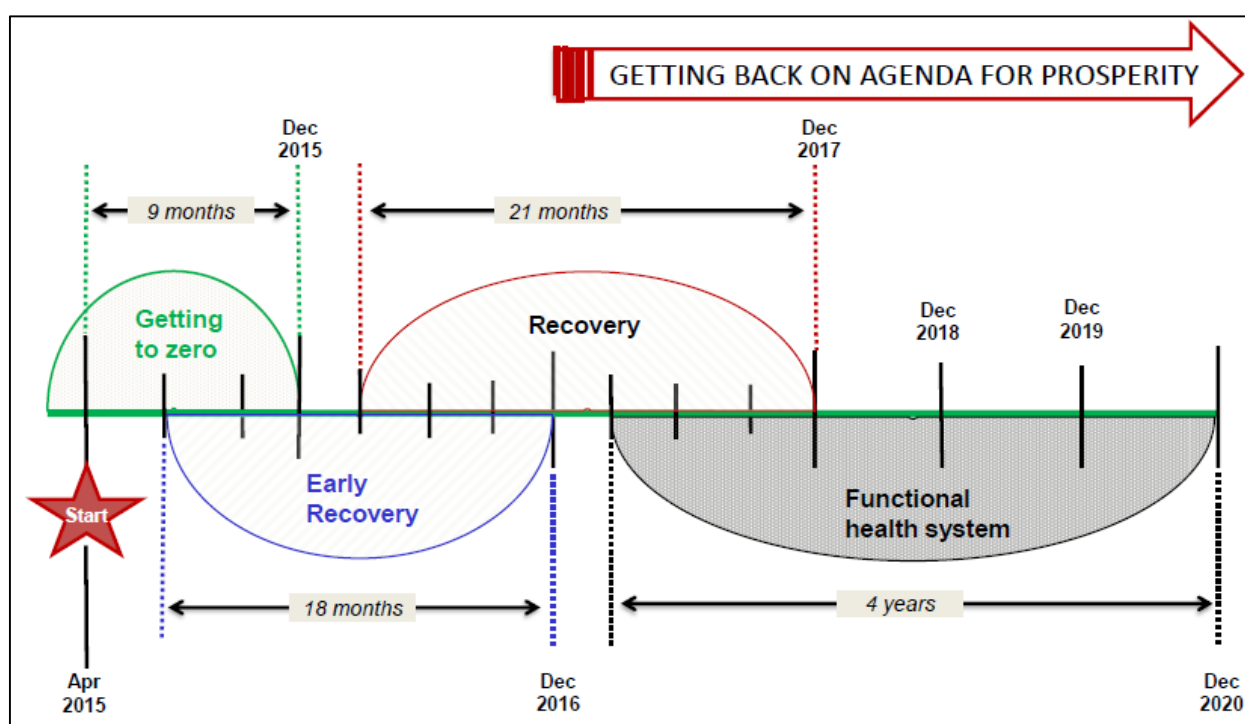 GETTING BACK ON AGENDA FOR PROSPERITY
Dec
2015
Dec
2017
9 months
21 months
Getting
to zero
Recovery
Dec
2018
Dec
2019
Start
Early
Recovery
Functional
health system
18 months
4 years
Apr
2015
Dec
2016
Dec
2020